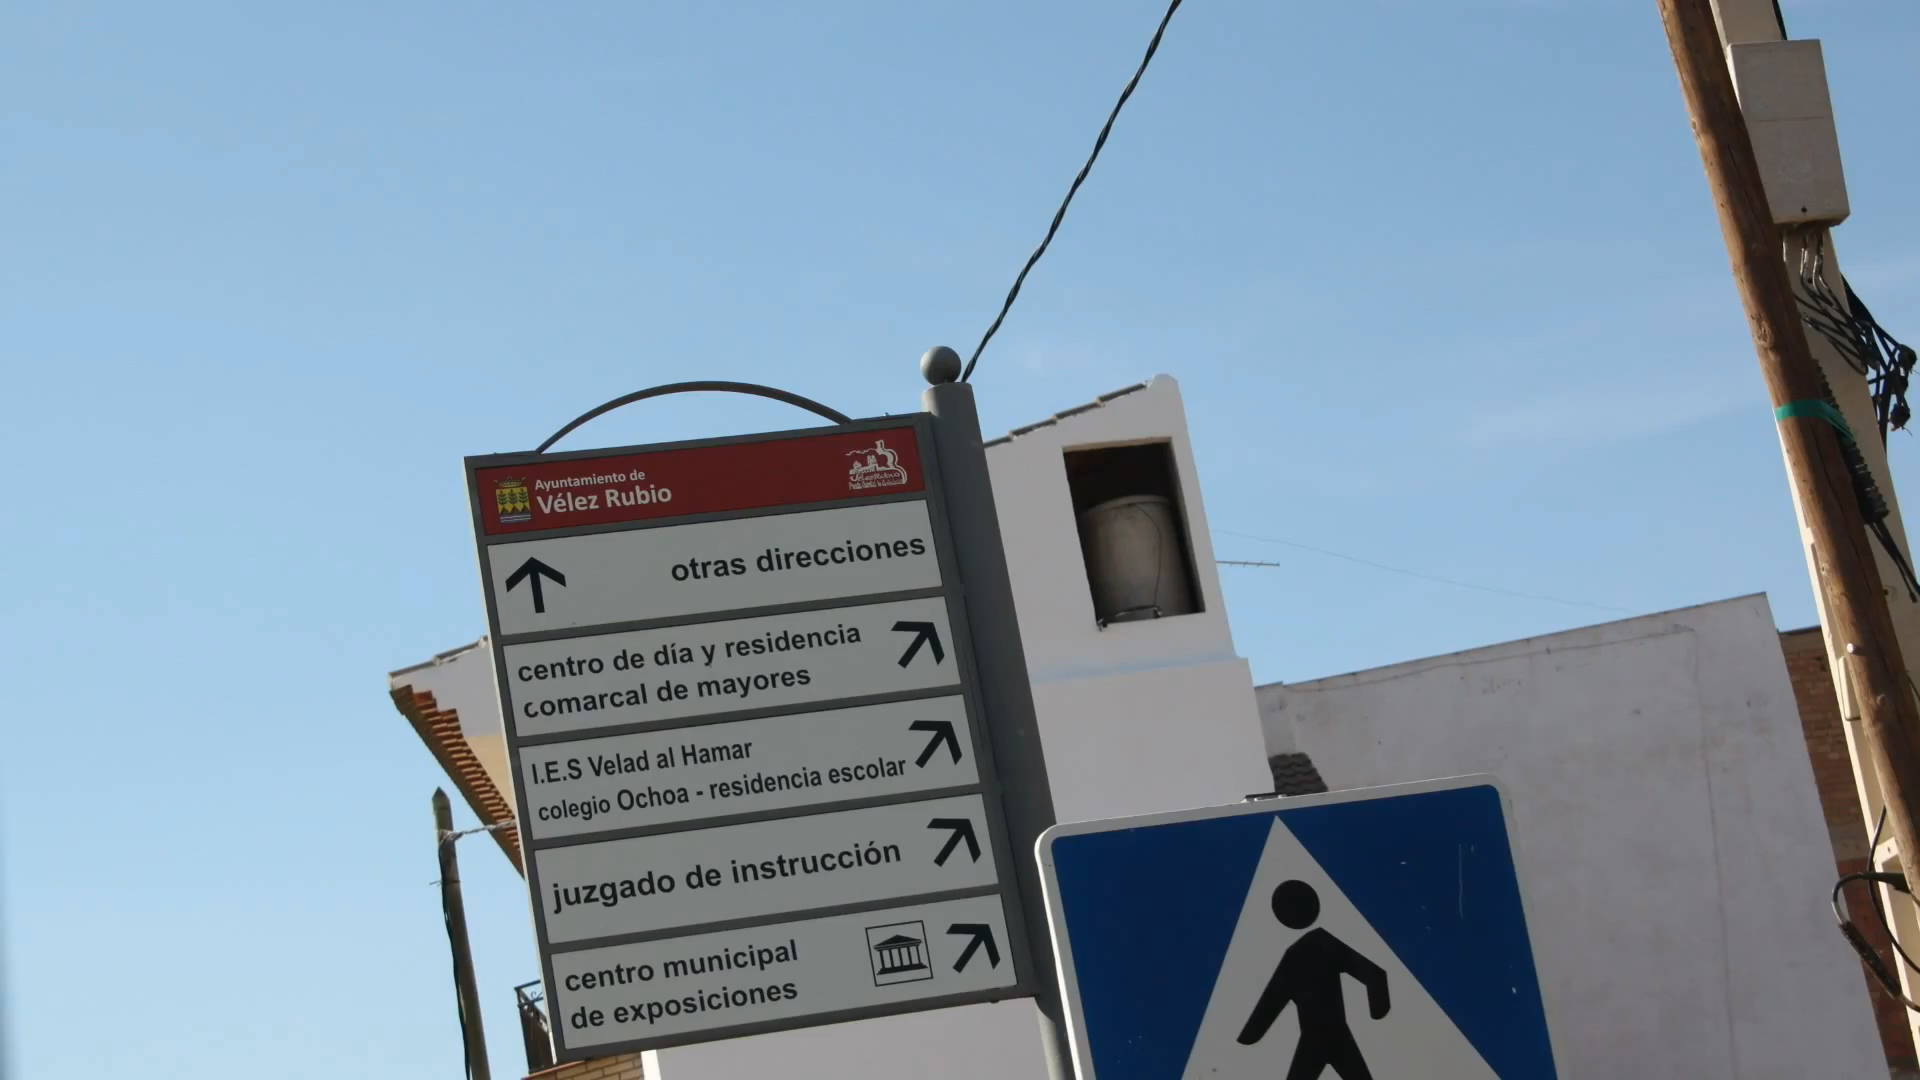 Ayuntamiento de
Vélez Rubio
otras direcciones
centro de día y residencia
comarcal de mayores
I.E.S Velad al Hamar
colegio Ochoa - residencia escolar
juzgado de instrucción
centro municipal
de exposiciones